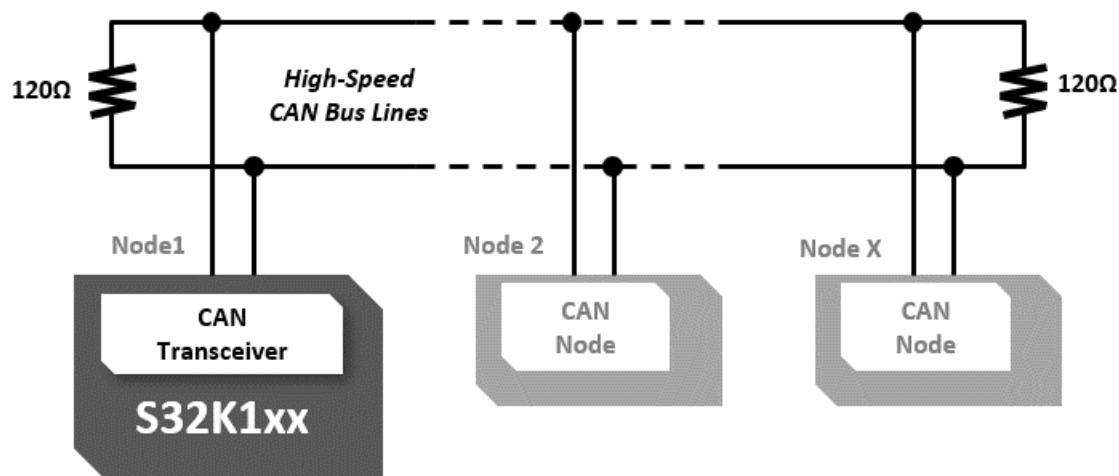 120Ω
High-Speed
CAN Bus Lines
120Ω
Node1
Node 2
Node X
CAN
Transceiver
S32K1xx
CAN
Node
CAN
Node